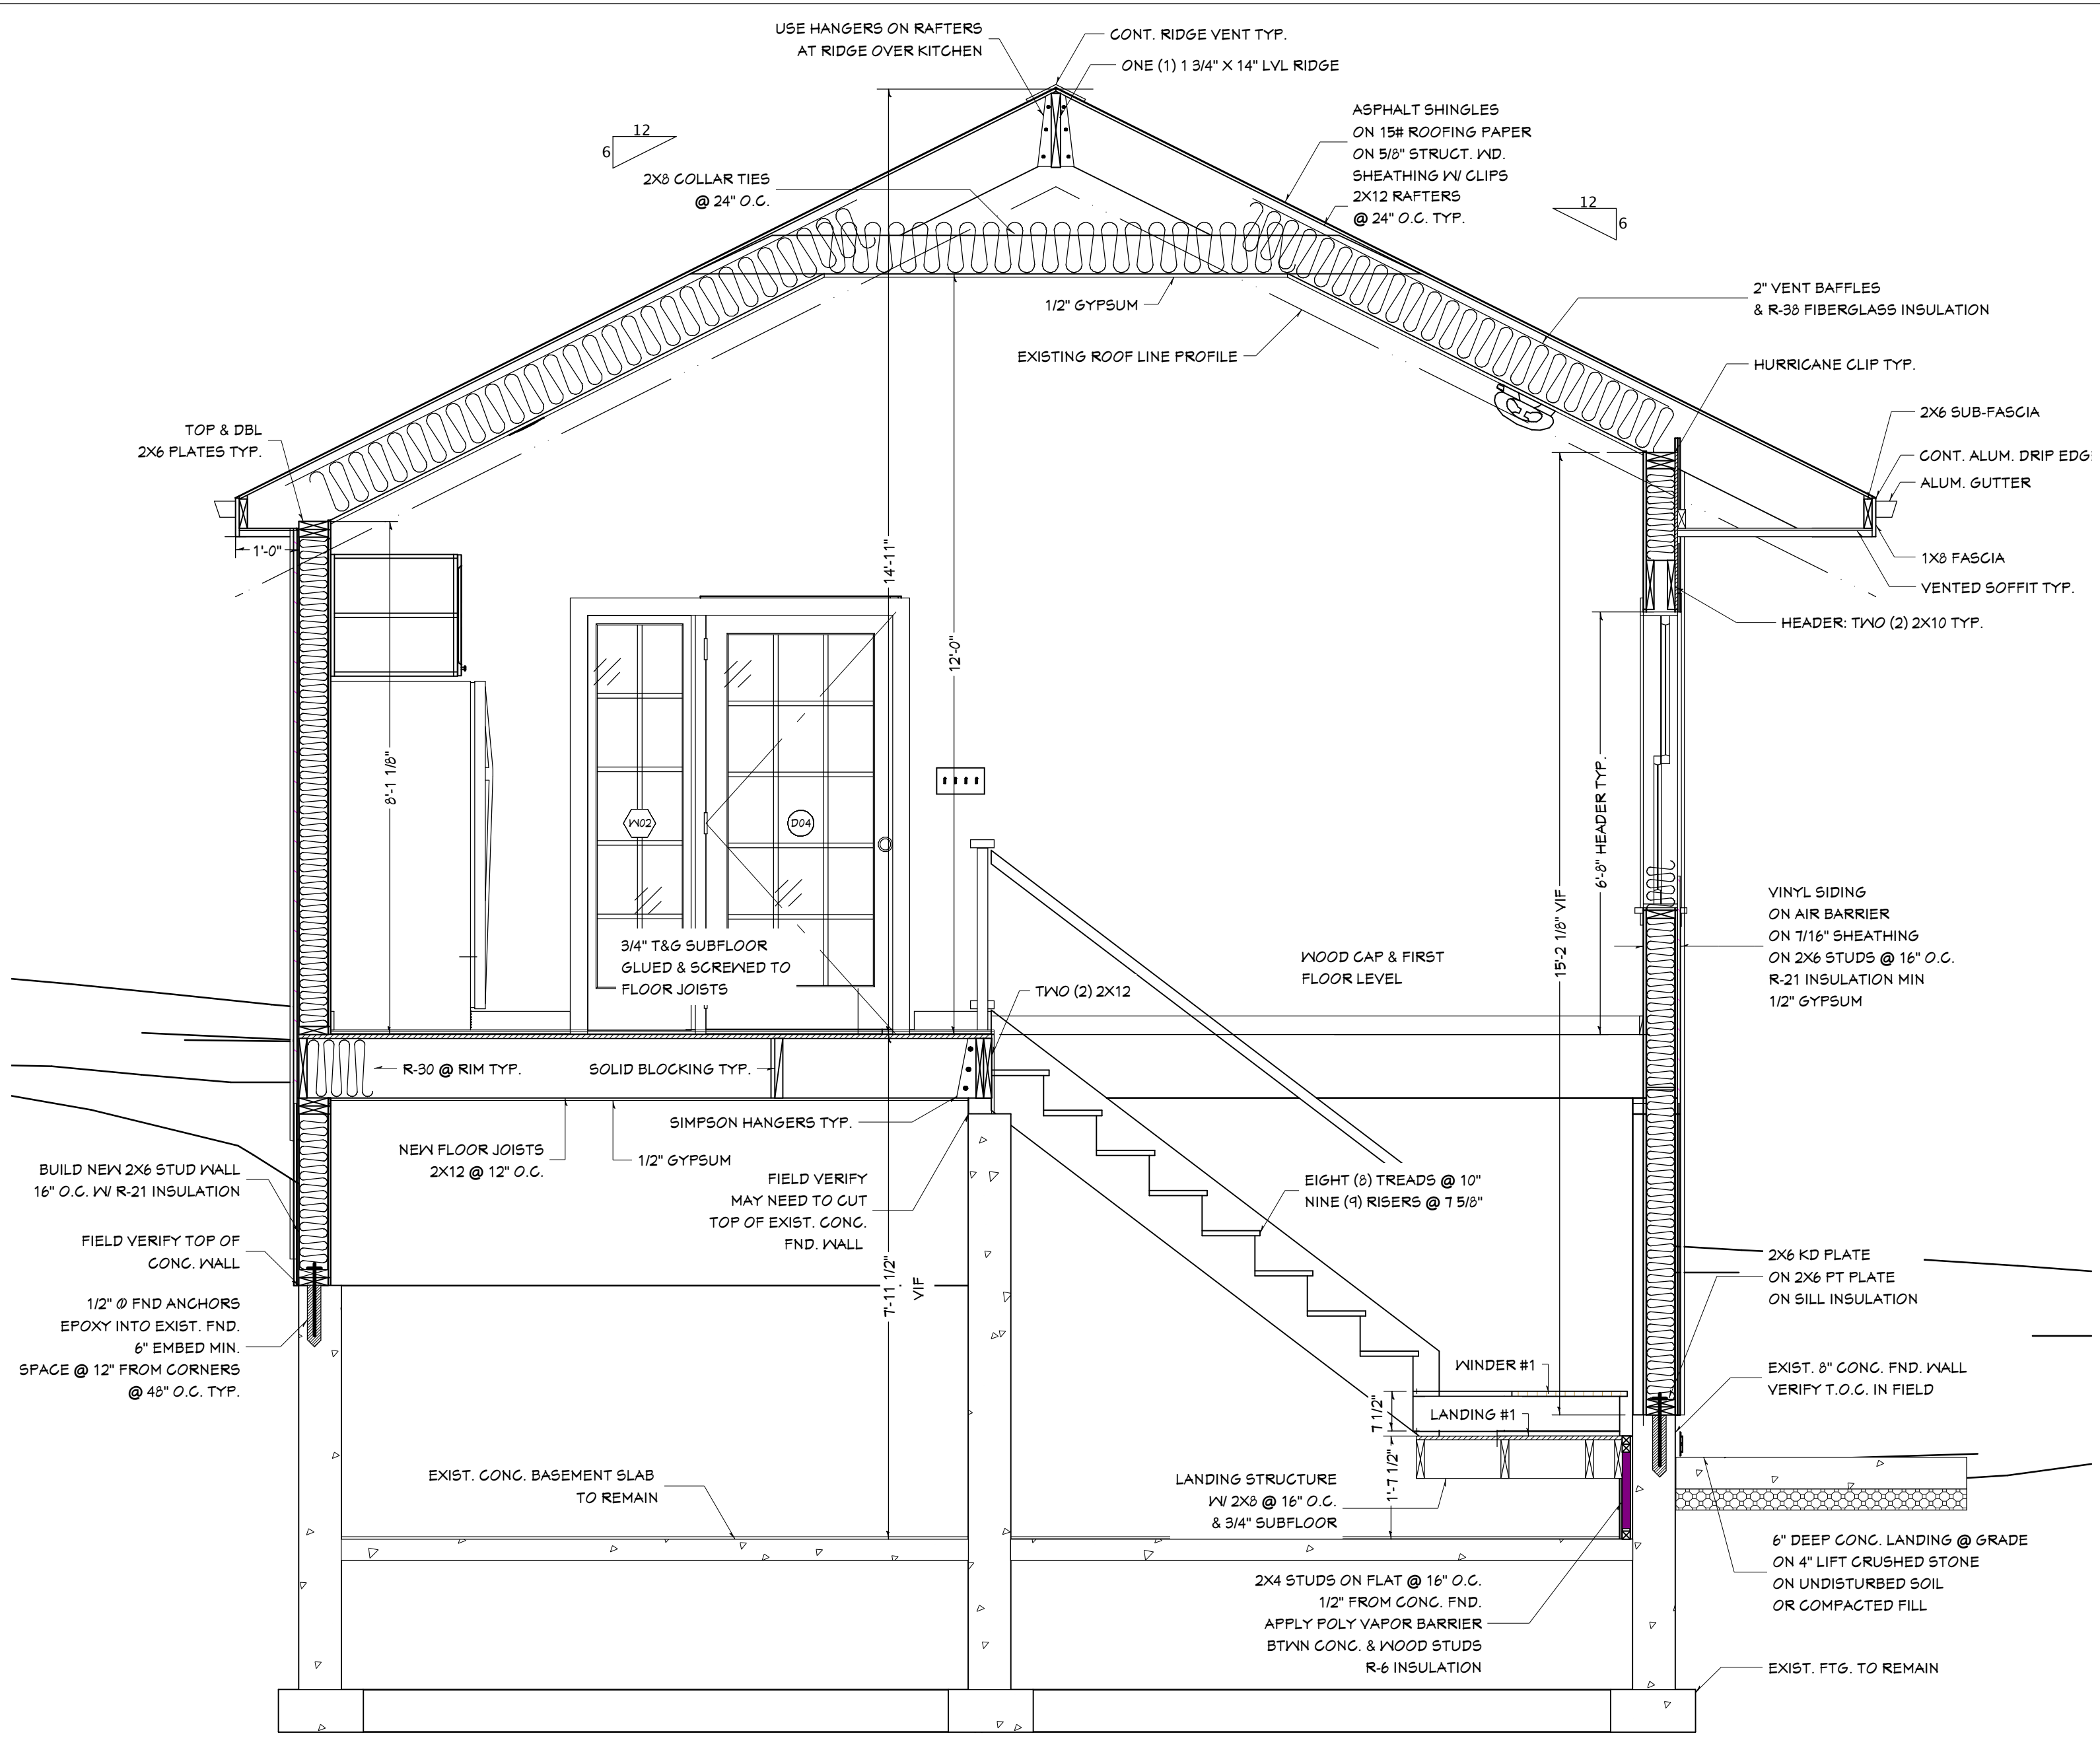 USE HANGERS ON RAFTERS
AT RIDGE OVER KITCHEN
CONT. RIDGE VENT TYP.
ONE (1) 1 3/4" X 14" LVL RIDGE
ASPHALT SHINGLES
ON 15# ROOFING PAPER
ON 5/8" STRUCT. WD.
SHEATHING W/ CLIPS
2X12 RAFTERS
@ 24" O.C. TYP.
12
6
2X8 COLLAR TIES
@ 24" O.C.
12
6
1/2" GYPSUM
2" VENT BAFFLES
& R-38 FIBERGLASS INSULATION
EXISTING ROOF LINE PROFILE
HURRICANE CLIP TYP.
2X6 SUB-FASCIA
TOP & DBL
2X6 PLATES TYP.
CONT. ALUM. DRIP EDG
ALUM. GUTTER
1'-0"
14'-11"
1X8 FASCIA
VENTED SOFFIT TYP.
HEADER: TWO (2) 2X10 TYP.
12'-0"
8'-1 1/8"
6'-8" HEADER TYP.
W02
D04
15'-2 1/8" VIF
VINYL SIDING
ON AIR BARRIER
ON 7/16" SHEATHING
ON 2X6 STUDS @ 16" O.C.
R-21 INSULATION MIN
1/2" GYPSUM
3/4" T&G SUBFLOOR
GLUED & SCREWED TO
FLOOR JOISTS
WOOD CAP & FIRST
FLOOR LEVEL
TWO (2) 2X12
R-30 @ RIM TYP.
SOLID BLOCKING TYP.
SIMPSON HANGERS TYP.
NEW FLOOR JOISTS
2X12 @ 12" O.C.
1/2" GYPSUM
BUILD NEW 2X6 STUD WALL
16" O.C. W/ R-21 INSULATION
FIELD VERIFY
MAY NEED TO CUT
TOP OF EXIST. CONC.
FND. WALL
EIGHT (8) TREADS @ 10"
NINE (9) RISERS @ 7 5/8"
FIELD VERIFY TOP OF
CONC. WALL
7'-11 1/2"
VIF
2X6 KD PLATE
ON 2X6 PT PLATE
ON SILL INSULATION
1/2" Ø FND ANCHORS
EPOXY INTO EXIST. FND.
6" EMBED MIN.
SPACE @ 12" FROM CORNERS
@ 48" O.C. TYP.
WINDER #1
7 1/2"
LANDING #1
EXIST. 8" CONC. FND. WALL
VERIFY T.O.C. IN FIELD
EXIST. CONC. BASEMENT SLAB
TO REMAIN
LANDING STRUCTURE
W/ 2X8 @ 16" O.C.
& 3/4" SUBFLOOR
1'-7 1/2"
6" DEEP CONC. LANDING @ GRADE
ON 4" LIFT CRUSHED STONE
ON UNDISTURBED SOIL
OR COMPACTED FILL
2X4 STUDS ON FLAT @ 16" O.C.
1/2" FROM CONC. FND.
APPLY POLY VAPOR BARRIER
BTWN CONC. & WOOD STUDS
R-6 INSULATION
EXIST. FTG. TO REMAIN